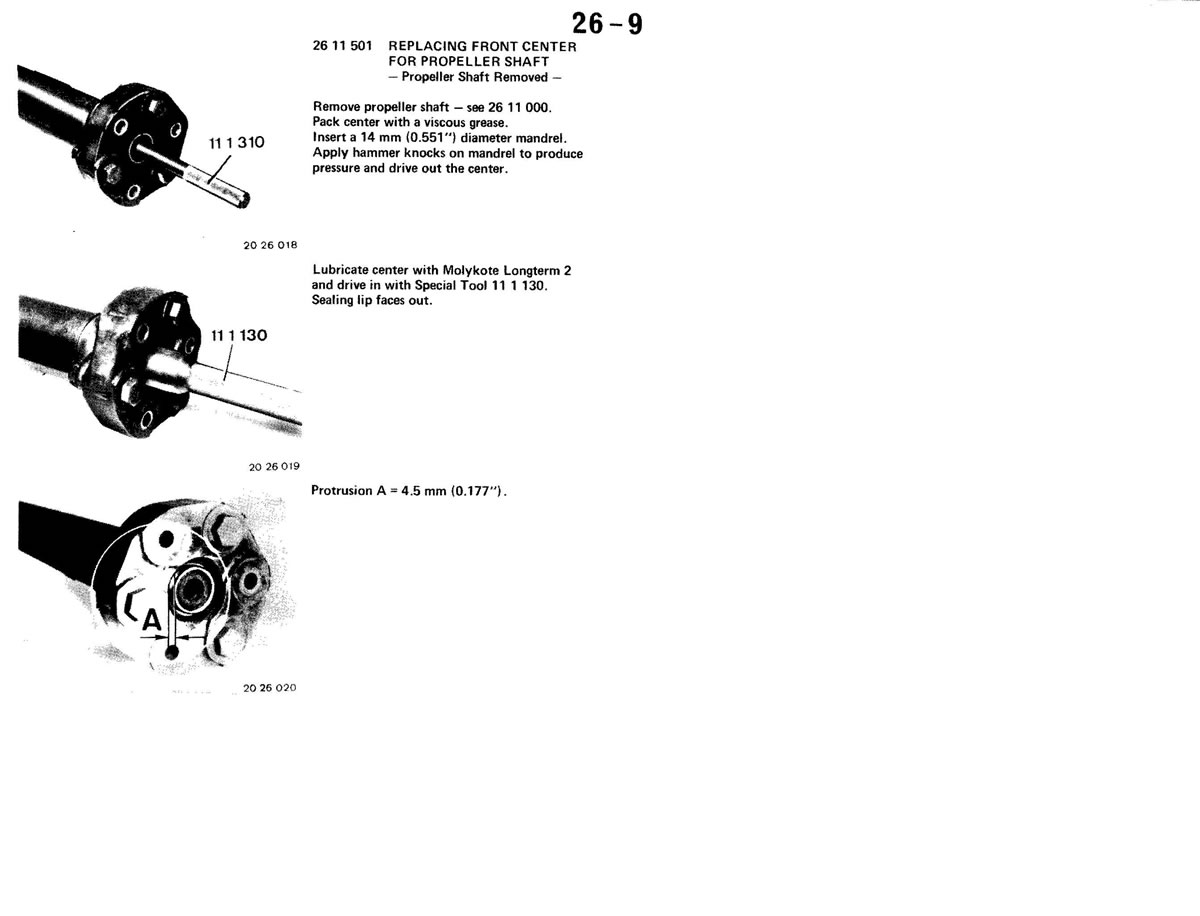 26-9
26 11 501 REPLACING FRONT CENTER
FOR PROPELLER SHAFT
— Propeller Shaft Removed —
Remove propeller shaft — see 26 11 000.
Pack center with a viscous grease.
Insert a 14 mm (0.551″) diameter mandrel.
Apply hammer knocks on mandrel to produce
pressure and drive out the center.
11 1 310
20 26 018
Lubricate center with Molykote Longterm 2
and drive in with Special Tool 11 1 130.
Sealing lip faces out.
11 1 130
20 26 019
Protrusion A = 4.5 mm (0.177″).
A
20 26 020